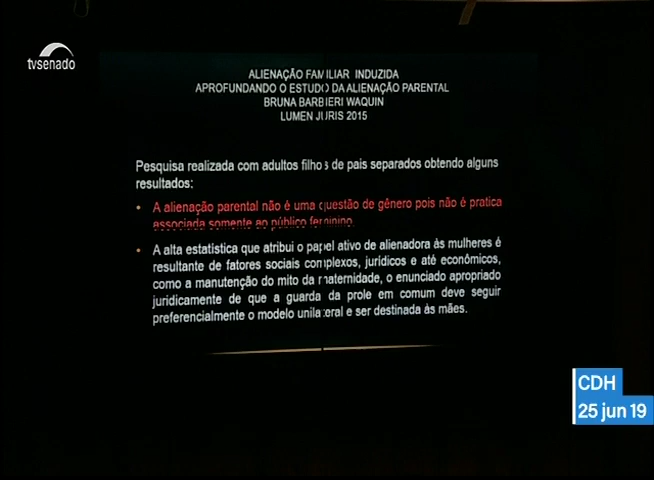 tvsenado
ALIENAÇÃO FAMILIAR INDUZIDA
APROFUNDANDO O ESTUDO DA ALIENAÇÃO PARENTAL
BRUNA BARBIERI WAQUIN
LUMEN JURIS 2015
Pesquisa realizada com adultos filhos de pais separados obtendo alguns
resultados:
• A alienação parental não é uma questão de gênero pois não é pratica
associada somente ao público feminino.
• A alta estatistica que atribui o papel ativo de alienadora às mulheres é
resultante de fatores sociais complexos, jurídicos e até econômicos,
como a manutenção do mito da maternidade, o enunciado apropriado
juridicamente de que a guarda da prole em comum deve seguir
preferencialmente o modelo unilateral e ser destinada às mães.
CDH
25 jun 19